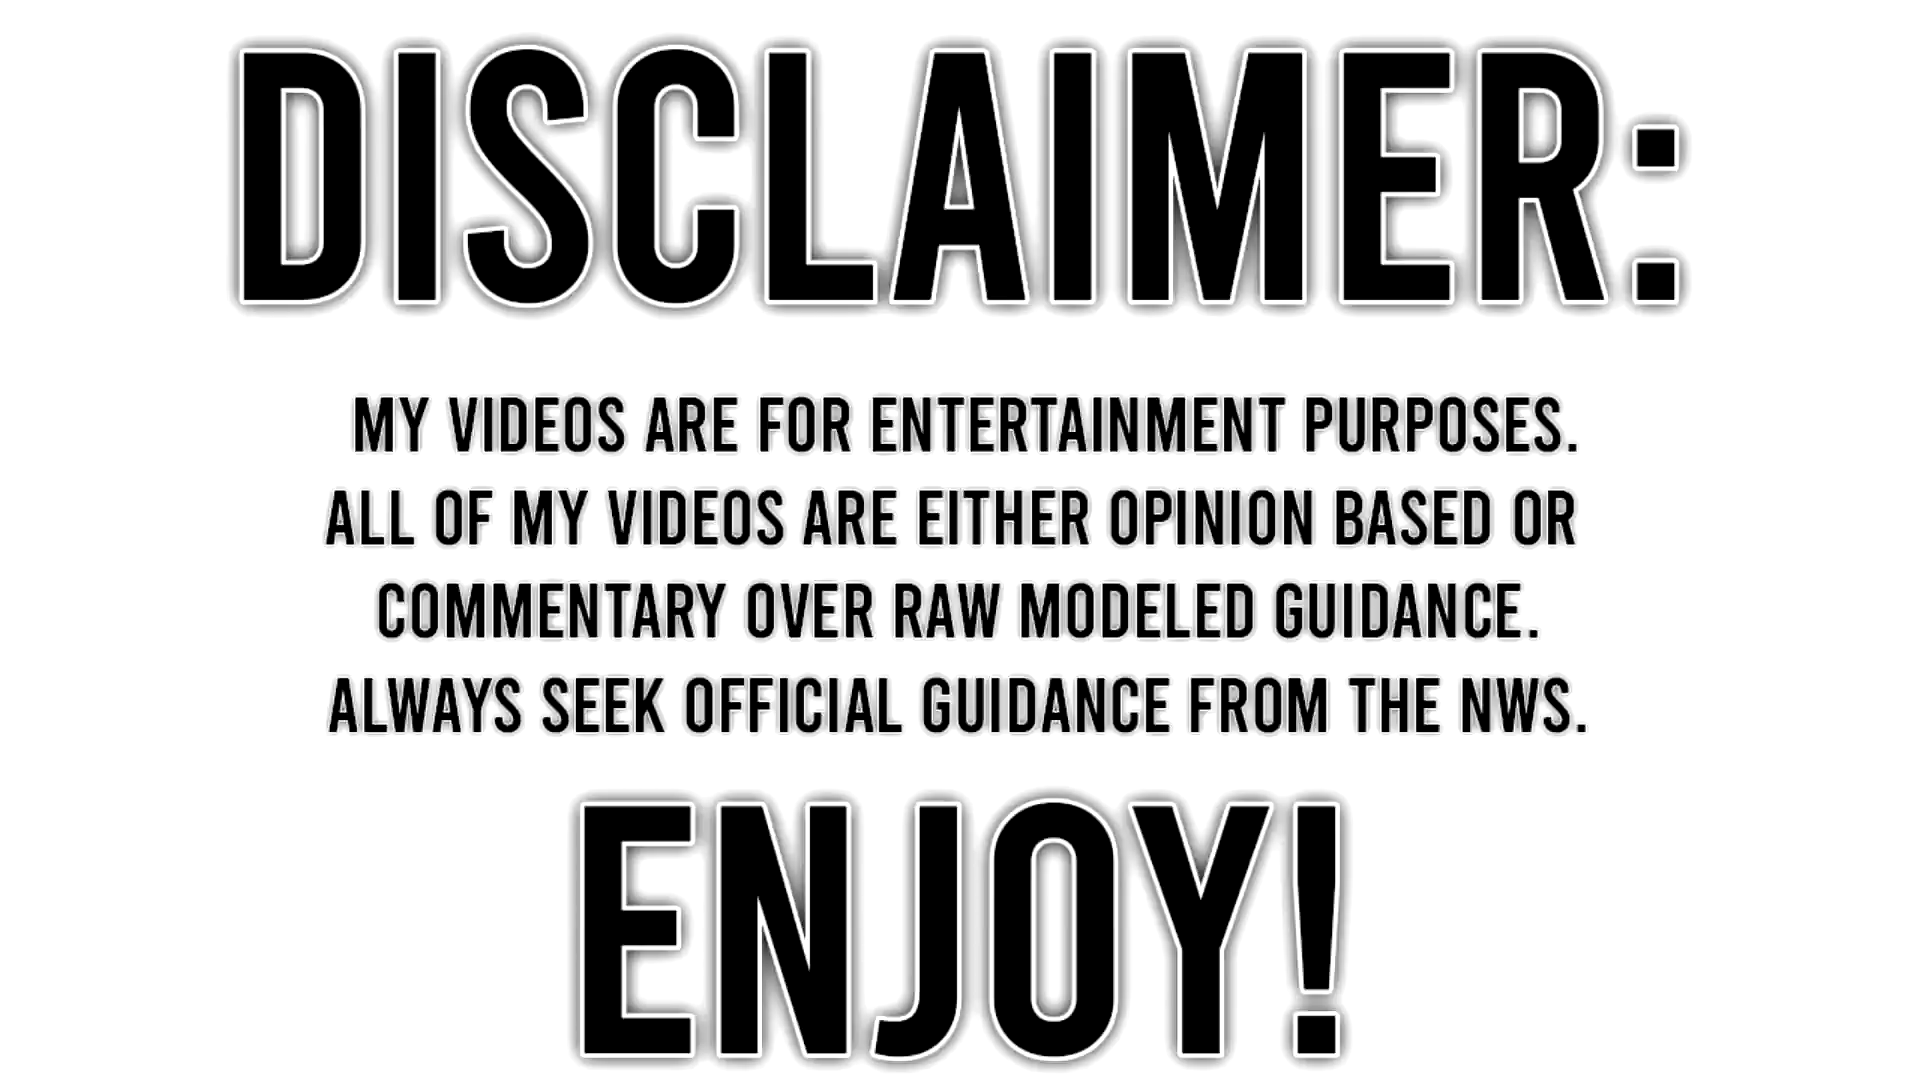 DISCLAIMER:
MY VIDEOS ARE FOR ENTERTAINMENT PURPOSES.
ALL OF MY VIDEOS ARE EITHER OPINION BASED OR
COMMENTARY OVER RAW MODELED GUIDANCE.
ALWAYS SEEK OFFICIAL GUIDANCE FROM THE NWS.
ENJOY!